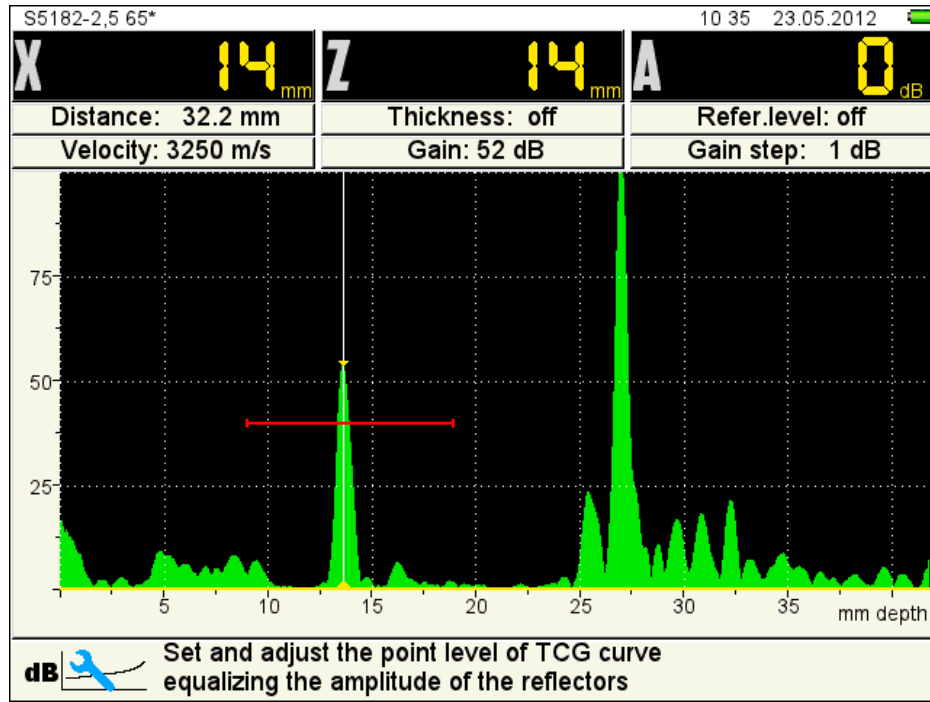 S5182-2,5 65* 10 35 23.05.2012
X 14 mm Z 14 mm A 0 dB
Distance: 32.2 mm Thickness: off Refer.level: off
Velocity: 3250 m/s Gain: 52 dB Gain step: 1 dB
75
50
25
5 10 15 20 25 30 35 mm depth
dB Set and adjust the point level of TCG curve
equalizing the amplitude of the reflectors